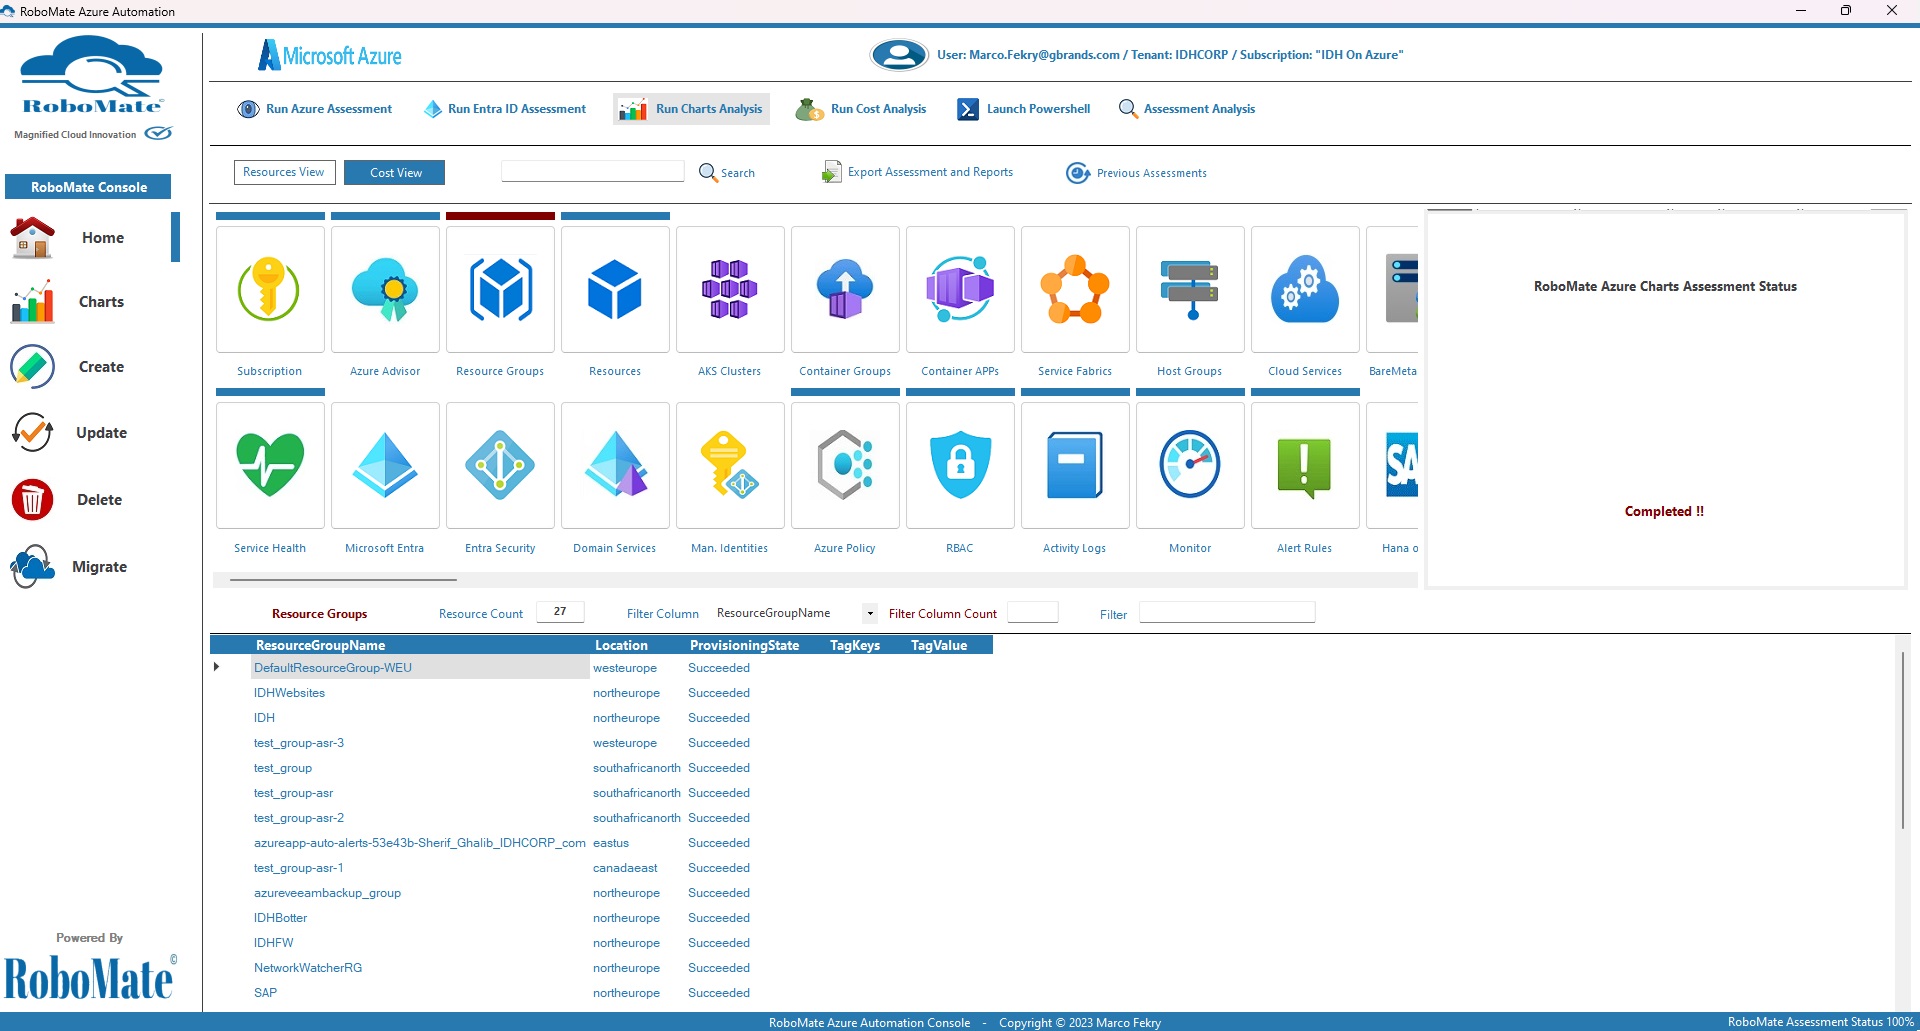 RoboMate Azure Automation
RoboMate©
Magnified Cloud Innovation
Microsoft Azure
User: Marco.Fekry@gbrands.com / Tenant: IDHCORP / Subscription: "IDH On Azure"
Run Azure Assessment
Run Entra ID Assessment
Run Charts Analysis
Run Cost Analysis
Launch Powershell
Assessment Analysis
Resources View
Cost View
Search
Export Assessment and Reports
Previous Assessments
RoboMate Console
Home
Charts
Create
Update
Delete
Migrate
Powered By
RoboMate©
Subscription
Azure Advisor
Resource Groups
Resources
AKS Clusters
Container Groups
Container APPs
Service Fabrics
Host Groups
Cloud Services
BareMeta
SA
Service Health
Microsoft Entra
Entra Security
Domain Services
Man. Identities
Azure Policy
RBAC
Activity Logs
Monitor
Alert Rules
Hana o
RoboMate Azure Charts Assessment Status
Completed !!
Resource Groups
Resource Count 27
Filter Column ResourceGroupName
Filter Column Count
Filter
ResourceGroupName Location ProvisioningState TagKeys TagValue
DefaultResourceGroup-WEU westeurope Succeeded
IDHWebsites northeurope Succeeded
IDH northeurope Succeeded
test_group-asr-3 westeurope Succeeded
test_group southafricanorth Succeeded
test_group-asr southafricanorth Succeeded
test_group-asr-2 southafricanorth Succeeded
azureapp-auto-alerts-53e43b-Sherif_Ghalib_IDHCORP_com eastus Succeeded
test_group-asr-1 canadaeast Succeeded
azureveeambackup_group northeurope Succeeded
IDHBotter northeurope Succeeded
IDHFW northeurope Succeeded
NetworkWatcherRG northeurope Succeeded
SAP northeurope Succeeded
RoboMate Azure Automation Console - Copyright © 2023 Marco Fekry
RoboMate Assessment Status 100%